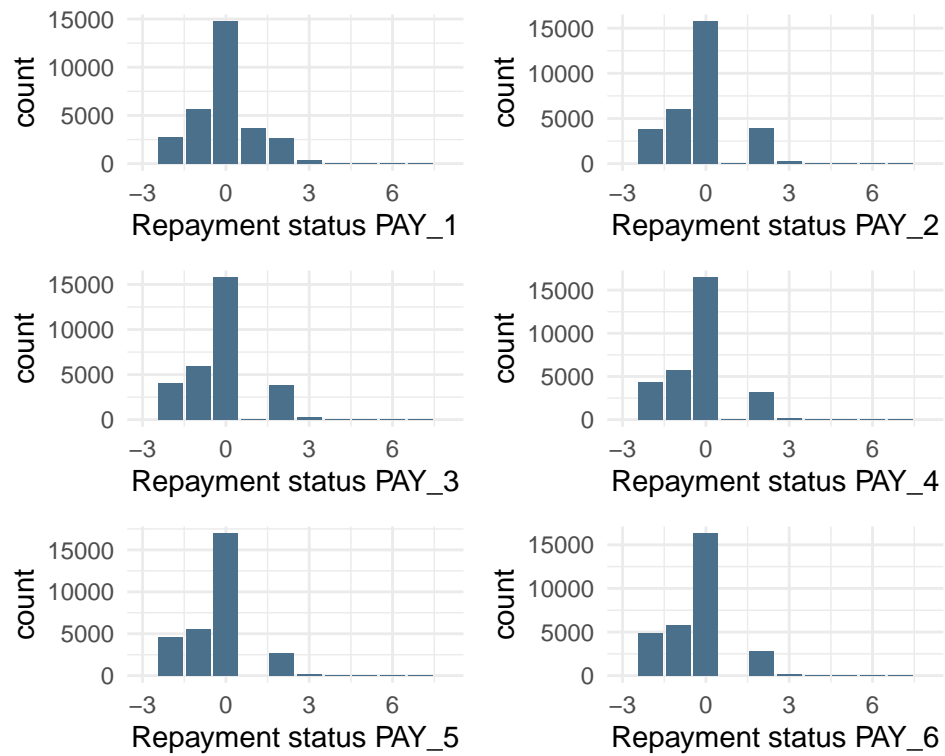 15000
10000
5000
0
count
−3 0 3 6
Repayment status PAY_1
15000
10000
5000
0
count
−3 0 3 6
Repayment status PAY_2
15000
10000
5000
0
count
−3 0 3 6
Repayment status PAY_3
15000
10000
5000
0
count
−3 0 3 6
Repayment status PAY_4
15000
10000
5000
0
count
−3 0 3 6
Repayment status PAY_5
15000
10000
5000
0
count
−3 0 3 6
Repayment status PAY_6